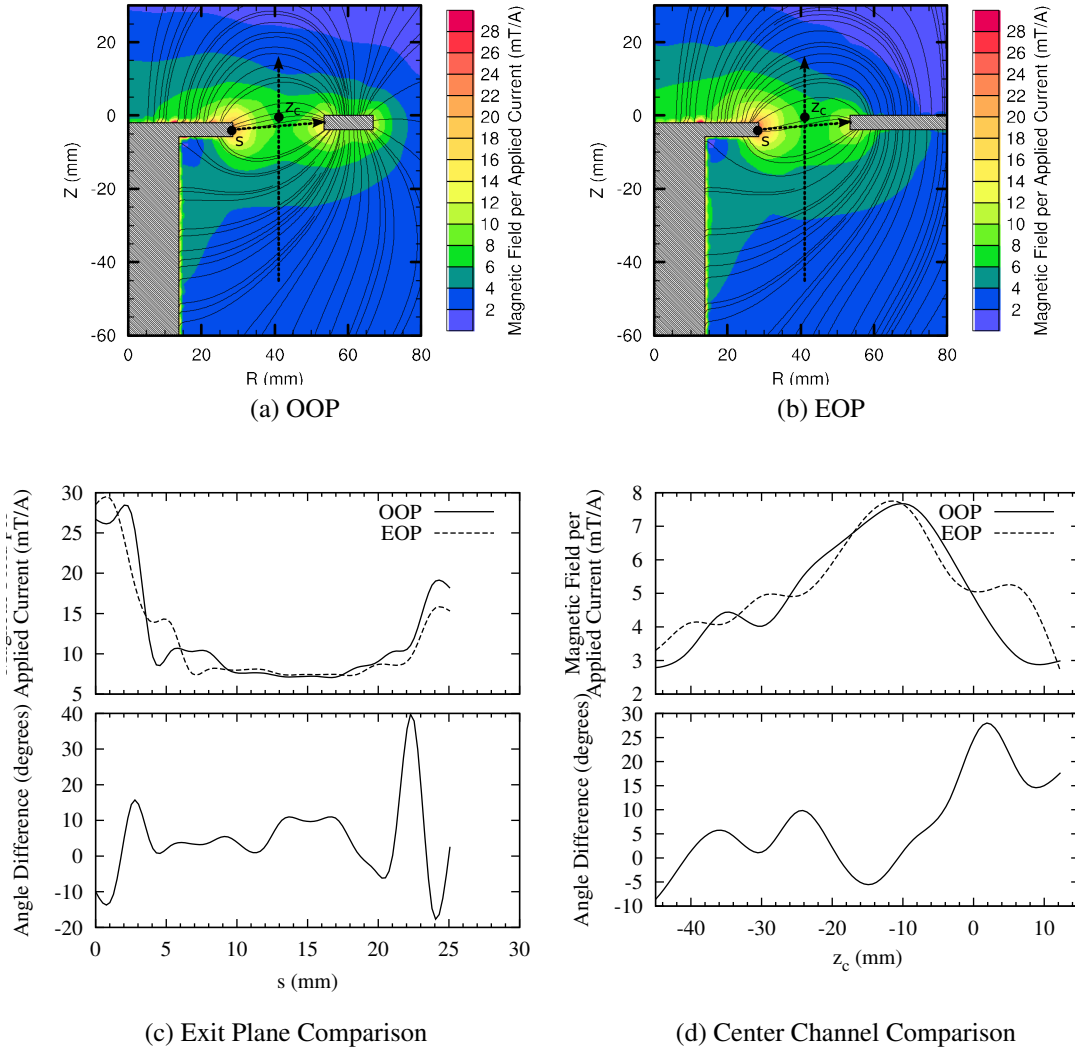 20
0
-20
-40
-60
Z (mm)
0 20 40 60 80
R (mm)
z_c
s
28
26
24
22
20
18
16
14
12
10
8
6
4
2
Magnetic Field per Applied Current (mT/A)
(a) OOP
20
0
-20
-40
-60
Z (mm)
0 20 40 60 80
R (mm)
z_c
s
28
26
24
22
20
18
16
14
12
10
8
6
4
2
Magnetic Field per Applied Current (mT/A)
(b) EOP
30
25
20
15
10
5
Applied Current (mT/A)
OOP
EOP
40
30
20
10
0
-10
-20
Angle Difference (degrees)
0 5 10 15 20 25 30
s (mm)
(c) Exit Plane Comparison
8
7
6
5
4
3
2
Magnetic Field per
Applied Current (mT/A)
OOP
EOP
30
25
20
15
10
5
0
-5
-10
Angle Difference (degrees)
-40 -30 -20 -10 0 10
z_c (mm)
(d) Center Channel Comparison